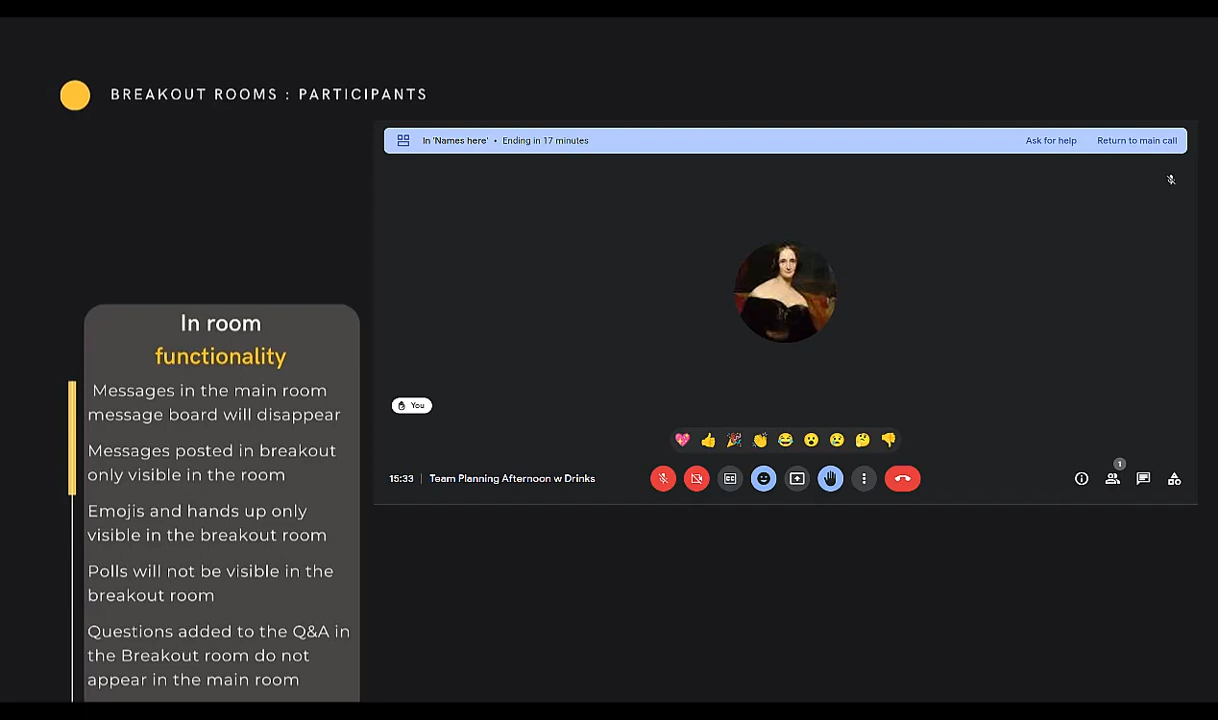 BREAKOUT ROOMS : PARTICIPANTS
In 'Names here' • Ending in 17 minutes
Ask for help
Return to main call
In room
functionality
Messages in the main room
message board will disappear
Messages posted in breakout
only visible in the room
Emojis and hands up only
visible in the breakout room
Polls will not be visible in the
breakout room
Questions added to the Q&A in
the Breakout room do not
appear in the main room
You
15:33 | Team Planning Afternoon w Drinks
1